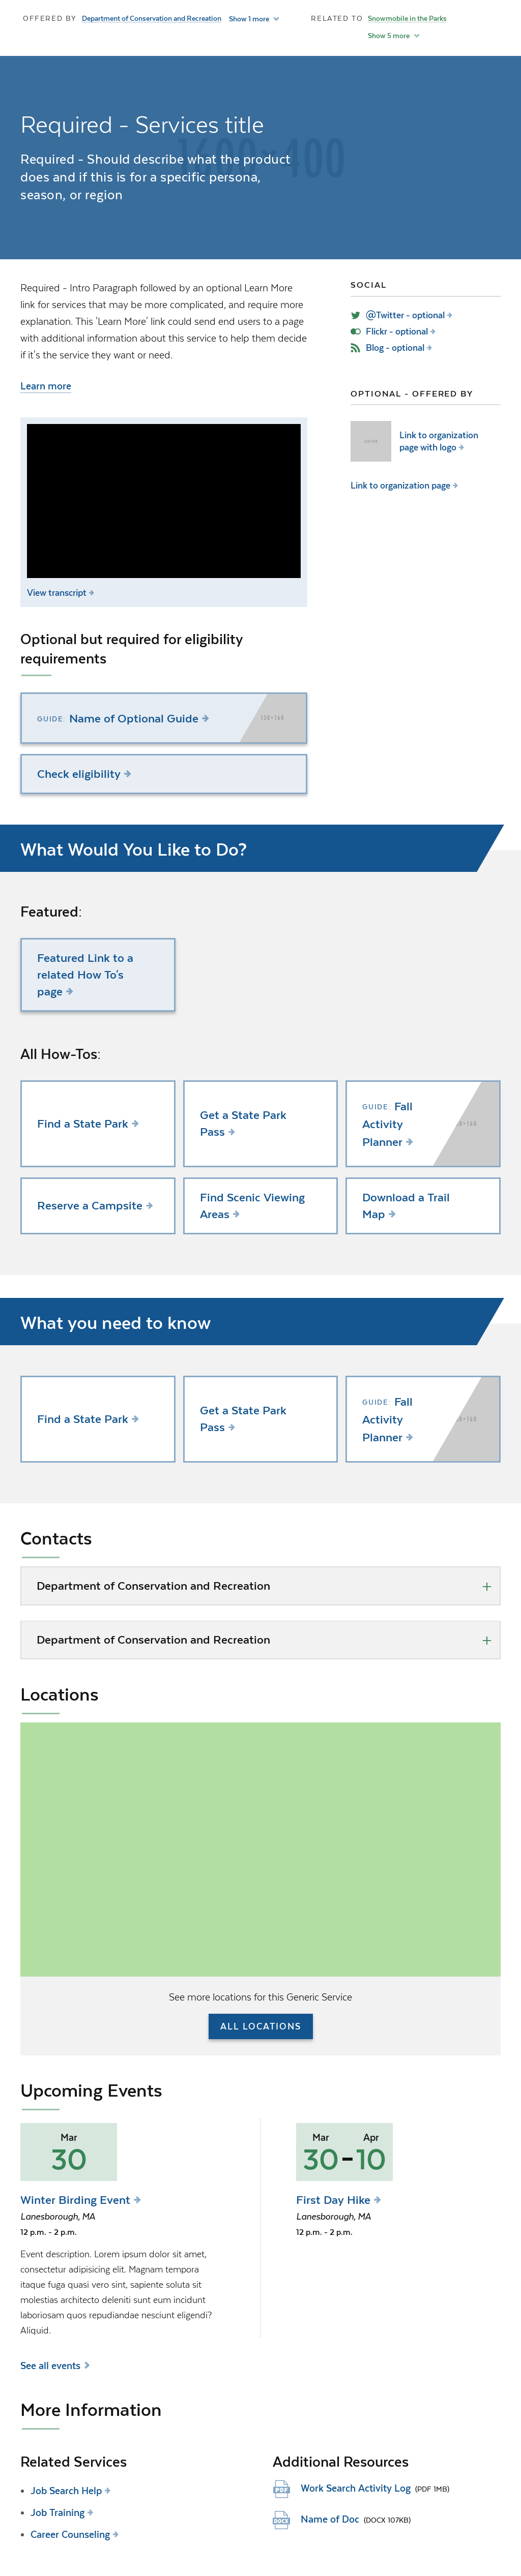 OFFERED BY Department of Conservation and Recreation Show 1 more
RELATED TO Snowmobile in the Parks
Show 5 more
1600×400
Required - Services title
Required - Should describe what the product
does and if this is for a specific persona,
season, or region
Required - Intro Paragraph followed by an optional Learn More
link for services that may be more complicated, and require more
explanation. This 'Learn More' link could send end users to a page
with additional information about this service to help them decide
if it's the service they want or need.
Learn more
View transcript
Optional but required for eligibility
requirements
GUIDE: Name of Optional Guide
130×160
Check eligibility
SOCIAL
@Twitter - optional
Flickr - optional
Blog - optional
OPTIONAL - OFFERED BY
Link to organization
page with logo
Link to organization page
What Would You Like to Do?
Featured:
Featured Link to a
related How To's
page
All How-Tos:
Find a State Park
Get a State Park
Pass
GUIDE: Fall
Activity
Planner
Reserve a Campsite
Find Scenic Viewing
Areas
Download a Trail
Map
What you need to know
Find a State Park
Get a State Park
Pass
GUIDE: Fall
Activity
Planner
Contacts
Department of Conservation and Recreation
Department of Conservation and Recreation
Locations
See more locations for this Generic Service
ALL LOCATIONS
Upcoming Events
Mar
30
Winter Birding Event
Lanesborough, MA
12 p.m. - 2 p.m.
Event description. Lorem ipsum dolor sit amet,
consectetur adipisicing elit. Magnam tempora
itaque fuga quasi vero sint, sapiente soluta sit
molestias architecto deleniti sunt eum incidunt
laboriosam quos repudiandae nesciunt eligendi?
Aliquid.
Mar Apr
30-10
First Day Hike
Lanesborough, MA
12 p.m. - 2 p.m.
See all events
More Information
Related Services
Job Search Help
Job Training
Career Counseling
Additional Resources
PDF Work Search Activity Log (PDF 1MB)
DOCX Name of Doc (DOCX 107KB)